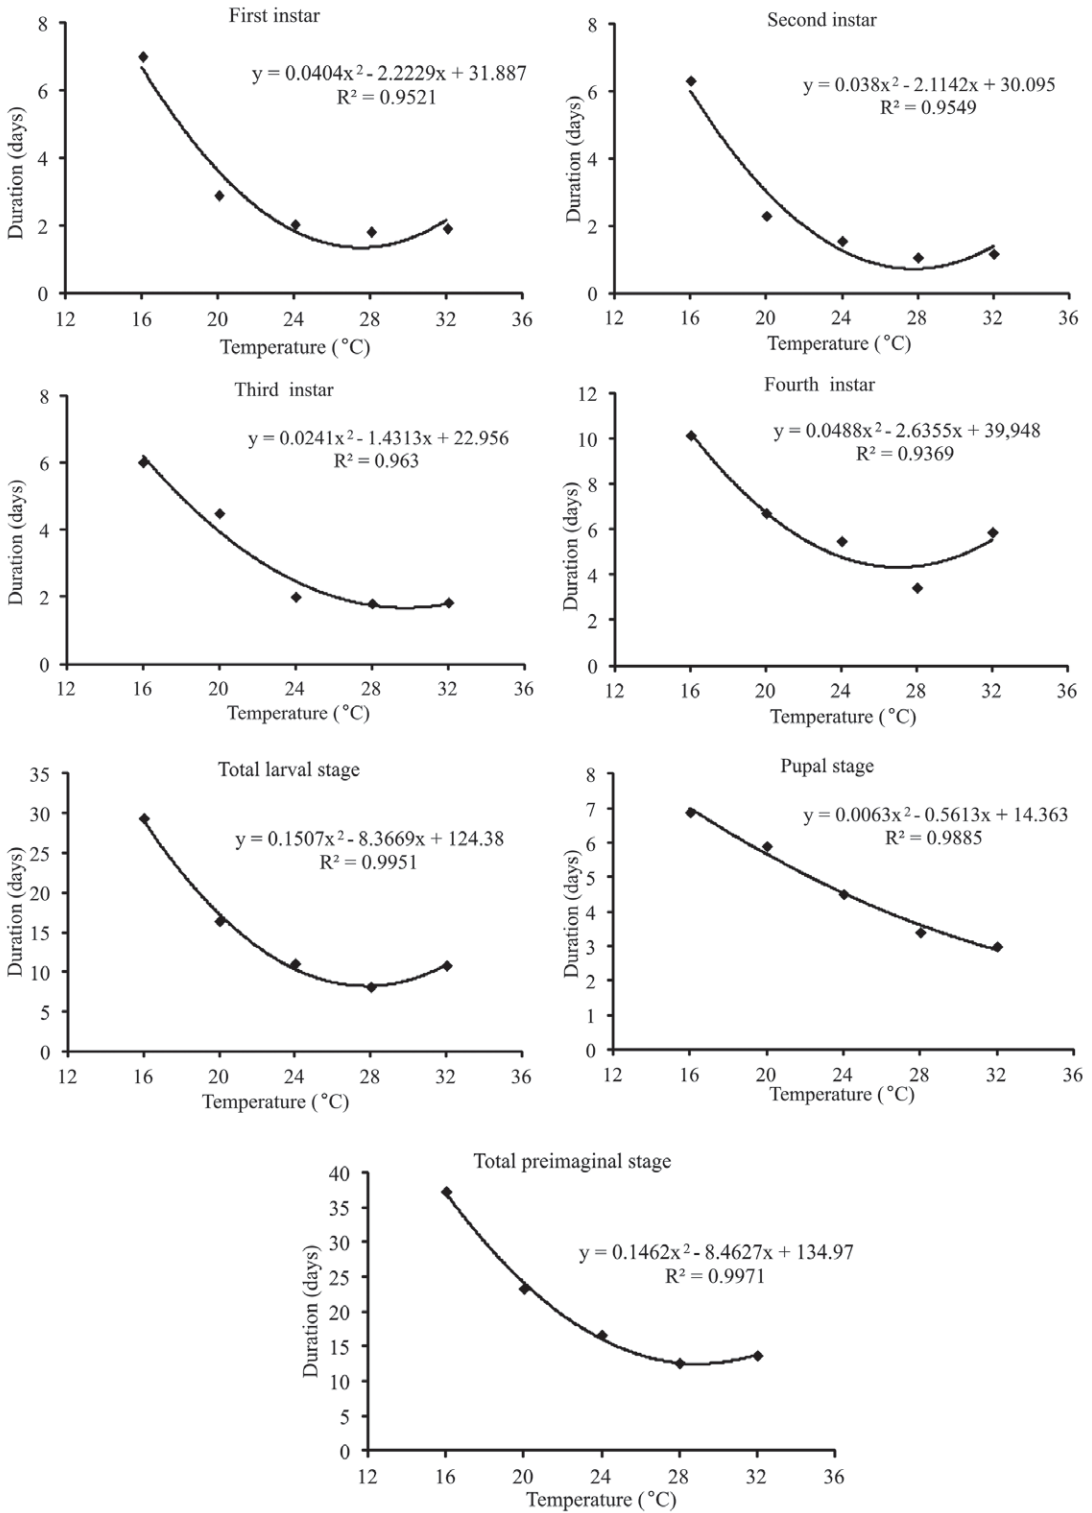 First instar
y = 0.0404x² - 2.2229x + 31.887
R² = 0.9521
Duration (days)
8
6
4
2
0
12 16 20 24 28 32 36
Temperature (°C)
Second instar
y = 0.038x² - 2.1142x + 30.095
R² = 0.9549
Duration (days)
8
6
4
2
0
12 16 20 24 28 32 36
Temperature (°C)
Third instar
y = 0.0241x² - 1.4313x + 22.956
R² = 0.963
Duration (days)
8
6
4
2
0
12 16 20 24 28 32 36
Temperature (°C)
Fourth instar
y = 0.0488x² - 2.6355x + 39,948
R² = 0.9369
Duration (days)
12
10
8
6
4
2
0
12 16 20 24 28 32 36
Temperature (°C)
Total larval stage
y = 0.1507x² - 8.3669x + 124.38
R² = 0.9951
Duration (days)
35
30
25
20
15
10
5
0
12 16 20 24 28 32 36
Temperature (°C)
Pupal stage
y = 0.0063x² - 0.5613x + 14.363
R² = 0.9885
Duration (days)
8
7
6
5
4
3
2
1
0
12 16 20 24 28 32 36
Temperature (°C)
Total preimaginal stage
y = 0.1462x² - 8.4627x + 134.97
R² = 0.9971
Duration (days)
40
35
30
25
20
15
10
5
0
12 16 20 24 28 32 36
Temperature (°C)